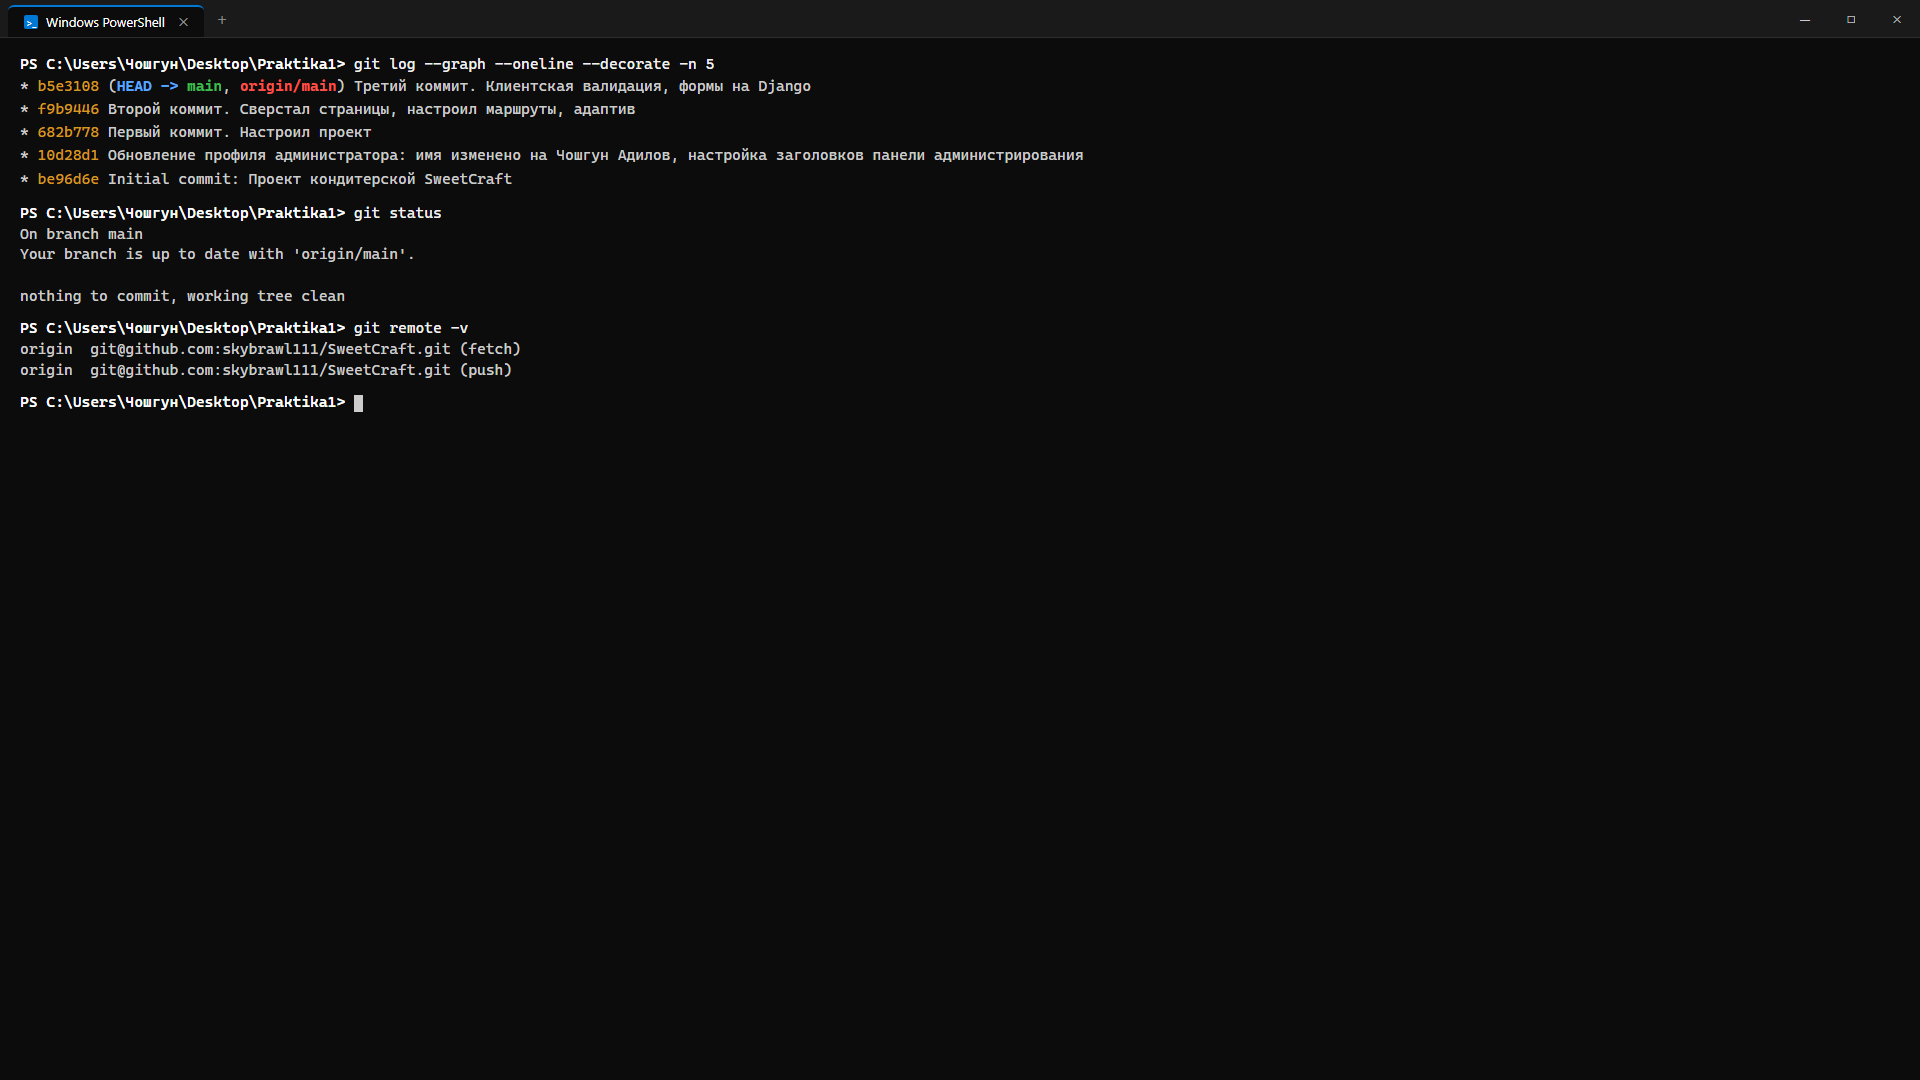 Windows PowerShell
PS C:\Users\Чошгун\Desktop\Praktika1> git log --graph --oneline --decorate -n 5
* b5e3108 (HEAD -> main, origin/main) Третий коммит. Клиентская валидация, формы на Django
* f9b9446 Второй коммит. Сверстал страницы, настроил маршруты, адаптив
* 682b778 Первый коммит. Настроил проект
* 10d28d1 Обновление профиля администратора: имя изменено на Чошгун Адилов, настройка заголовков панели администрирования
* be96d6e Initial commit: Проект кондитерской SweetCraft
PS C:\Users\Чошгун\Desktop\Praktika1> git status
On branch main
Your branch is up to date with 'origin/main'.
nothing to commit, working tree clean
PS C:\Users\Чошгун\Desktop\Praktika1> git remote -v
origin  git@github.com:skybrawl111/SweetCraft.git (fetch)
origin  git@github.com:skybrawl111/SweetCraft.git (push)
PS C:\Users\Чошгун\Desktop\Praktika1>